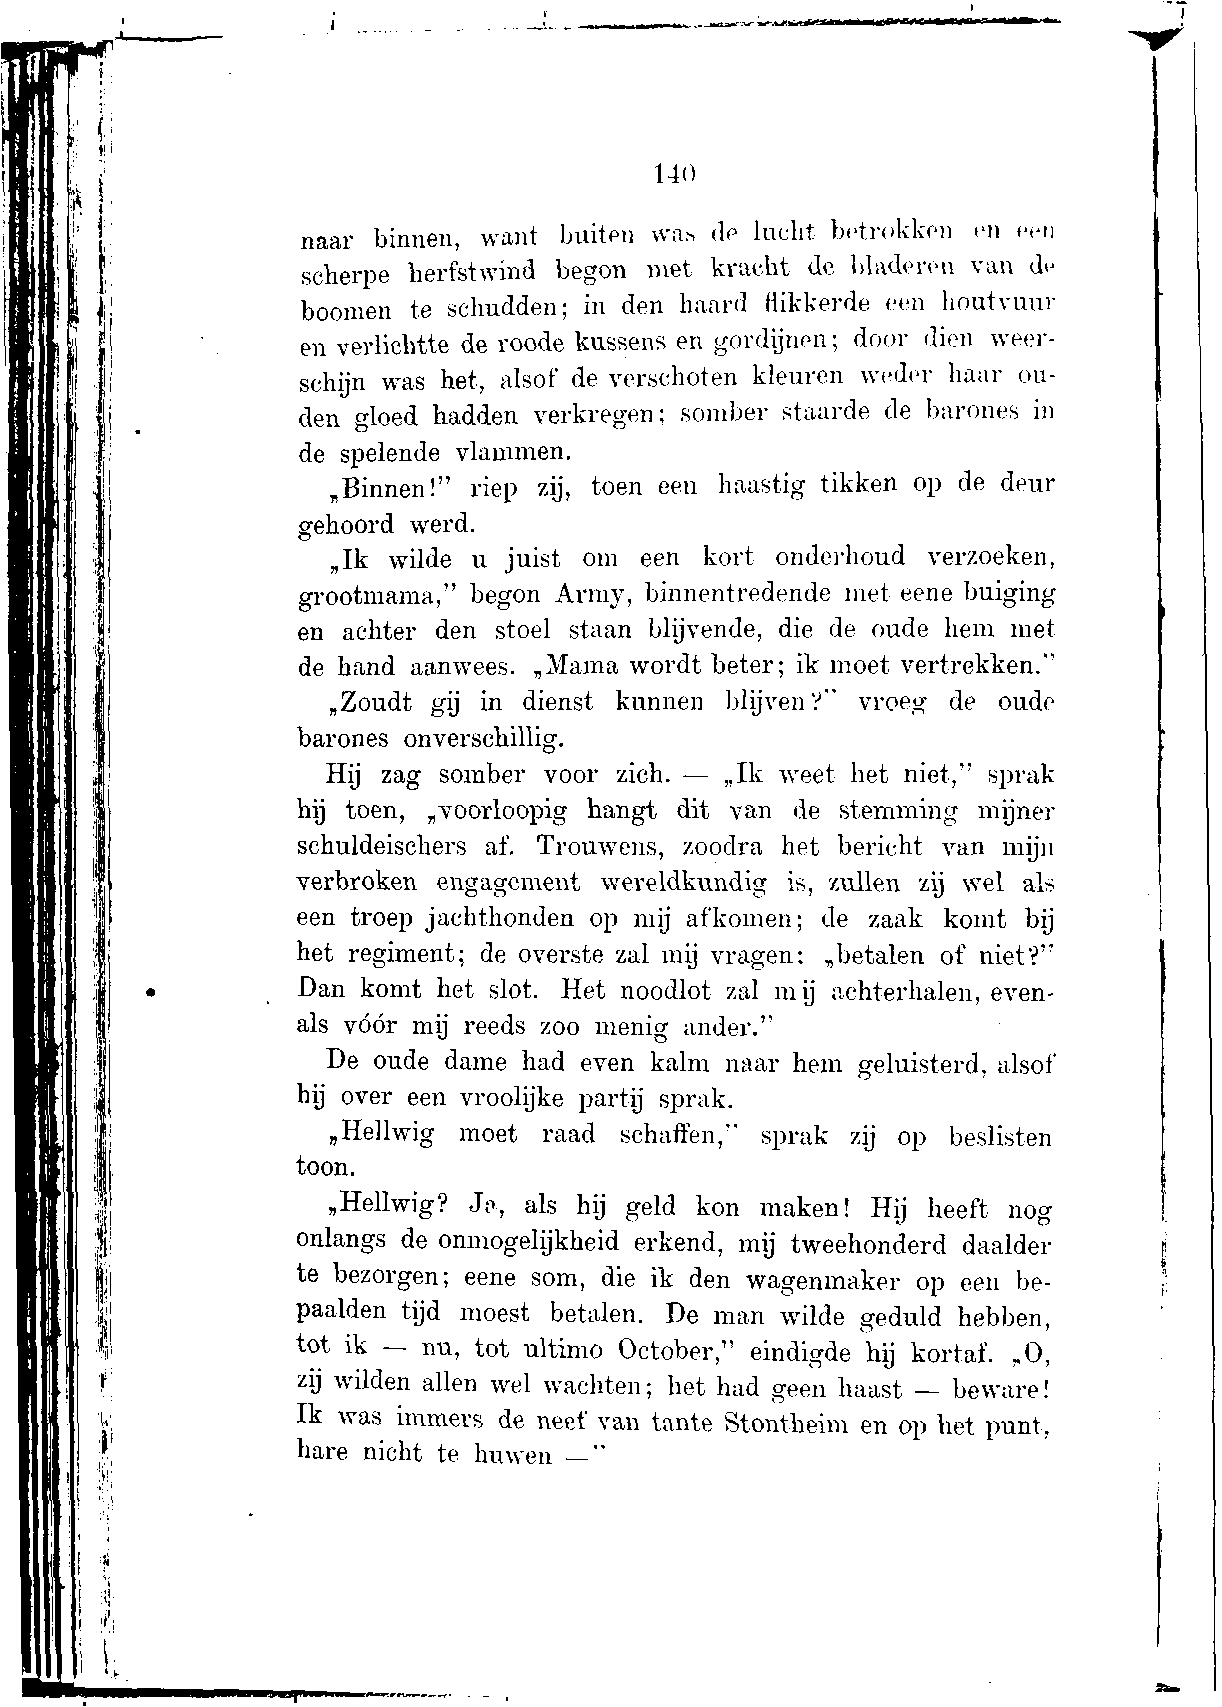 140
naar binnen, want buiten was de lucht betrokken en een
scherpe herfstwind begon met kracht de bladeren van de
boomen te schudden; in den haard flikkerde een houtvuur
en verlichtte de roode kussens en gordijnen; door dien weer-
schijn was het, alsof de verschoten kleuren weder haar ou-
den gloed hadden verkregen; somber staarde de barones in
de spelende vlammen.
„Binnen!” riep zij, toen een haastig tikken op de deur
gehoord werd.
„Ik wilde u juist om een kort onderhoud verzoeken,
grootmama,” begon Army, binnentredende met eene buiging
en achter den stoel staan blijvende, die de oude hem met
de hand aanwees. „Mama wordt beter; ik moet vertrekken.”
„Zoudt gij in dienst kunnen blijven?” vroeg de oude
barones onverschillig.
Hij zag somber voor zich. — „Ik weet het niet,” sprak
hij toen, „voorloopig hangt dit van de stemming mijner
schuldeischers af. Trouwens, zoodra het bericht van mijn
verbroken engagement wereldkundig is, zullen zij wel als
een troep jachthonden op mij afkomen; de zaak komt bij
het regiment; de overste zal mij vragen: „betalen of niet?”
Dan komt het slot. Het noodlot zal mij achterhalen, even-
als vóór mij reeds zoo menig ander.”
De oude dame had even kalm naar hem geluisterd, alsof
hij over een vroolijke partij sprak.
„Hellwig moet raad schaffen,” sprak zij op beslisten
toon.
„Hellwig? Ja, als hij geld kon maken! Hij heeft nog
onlangs de onmogelijkheid erkend, mij tweehonderd daalder
te bezorgen; eene som, die ik den wagenmaker op een be-
paalden tijd moest betalen. De man wilde geduld hebben,
tot ik — nu, tot ultimo October,” eindigde hij kortaf. „O,
zij wilden allen wel wachten; het had geen haast — beware!
Ik was immers de neef van tante Stontheim en op het punt,
hare nicht te huwen —”